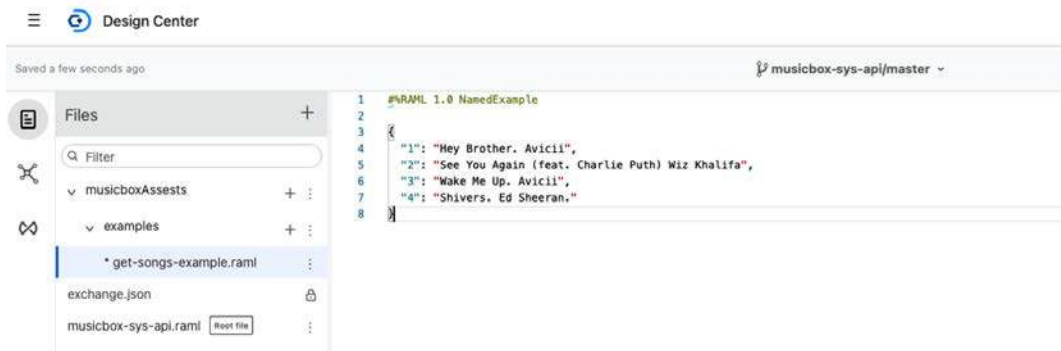 Design Center
Saved a few seconds ago
musicbox-sys-api/master
Files
Filter
musicboxAssests
examples
* get-songs-example.raml
exchange.json
musicbox-sys-api.raml Root file
1 #%RAML 1.0 NamedExample
2
3 {
4 "1": "Hey Brother. Avicii",
5 "2": "See You Again (feat. Charlie Puth) Wiz Khalifa",
6 "3": "Wake Me Up. Avicii",
7 "4": "Shivers. Ed Sheeran."
8 }